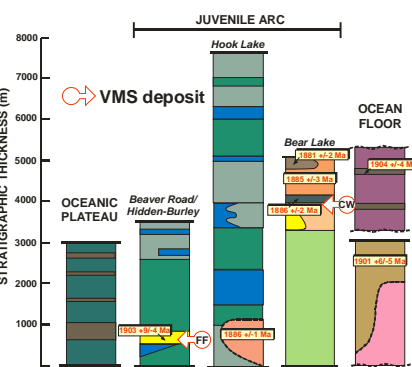 JUVENILE ARC
Hook Lake
8000
7000
6000
5000
4000
3000
2000
1000
STRATIGRAPHIC THICKNESS (m)
VMS deposit
Bear Lake
OCEAN
FLOOR
OCEANIC
PLATEAU
Beaver Road/
Hidden-Burley
1881 +/-2 Ma
1885 +/-3 Ma
1886 +/-2 Ma
CW
1904 +/-4 Ma
1901 +6/-5 Ma
1903 +9/-4 Ma
FF
1886 +/-1 Ma